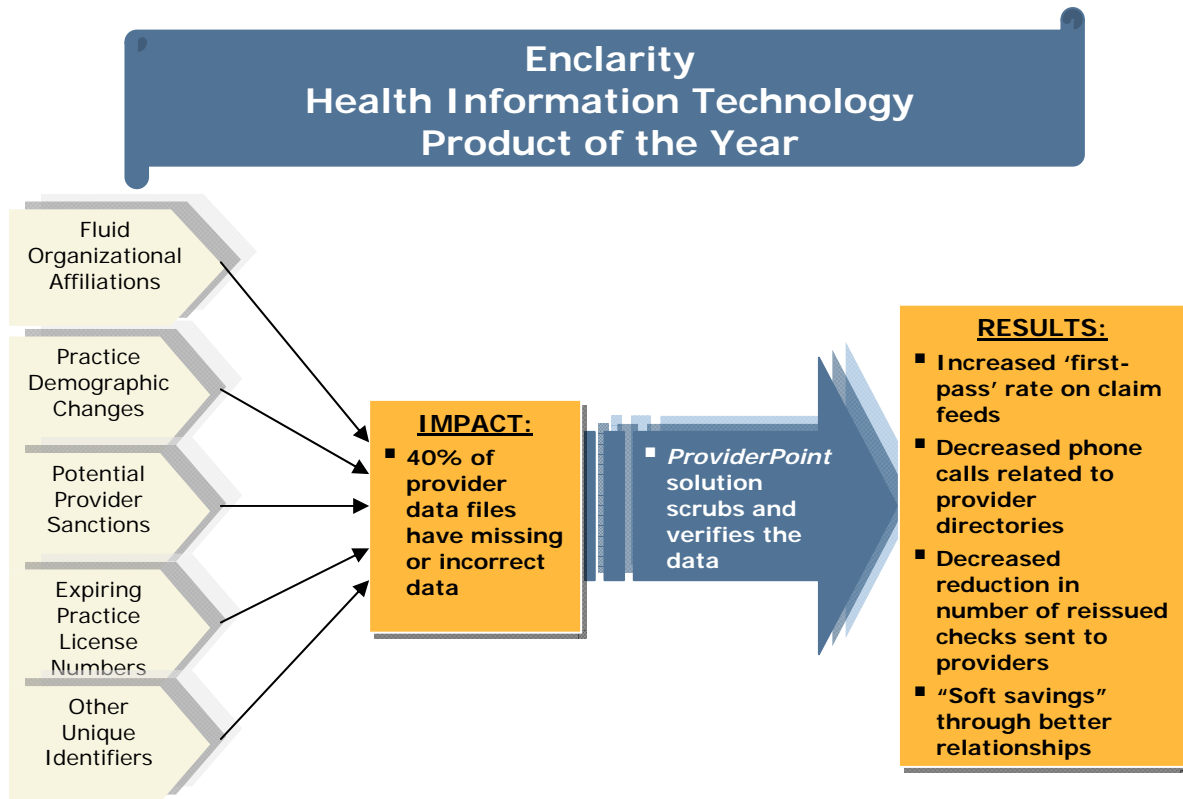 Enclarity
Health Information Technology
Product of the Year
Fluid
Organizational
Affiliations
Practice
Demographic
Changes
Potential
Provider
Sanctions
Expiring
Practice
License
Numbers
Other
Unique
Identifiers
IMPACT:
▪ 40% of
provider
data files
have missing
or incorrect
data
▪ ProviderPoint
solution
scrubs and
verifies the
data
RESULTS:
▪ Increased ‘first-
pass’ rate on claim
feeds
▪ Decreased phone
calls related to
provider
directories
▪ Decreased
reduction in
number of reissued
checks sent to
providers
▪ “Soft savings”
through better
relationships